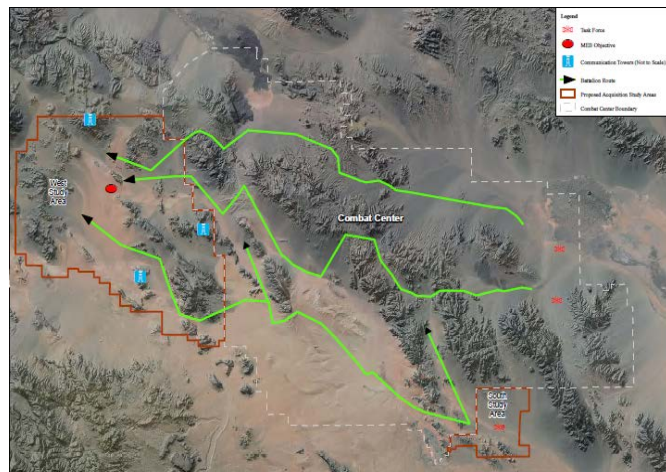 Legend
Task Force
MEB Objective
Communication Towers (Not to Scale)
Battalion Route
Proposed Acquisition Study Areas
Combat Center Boundary
West
Study
Area
Combat Center
South
Study
Area